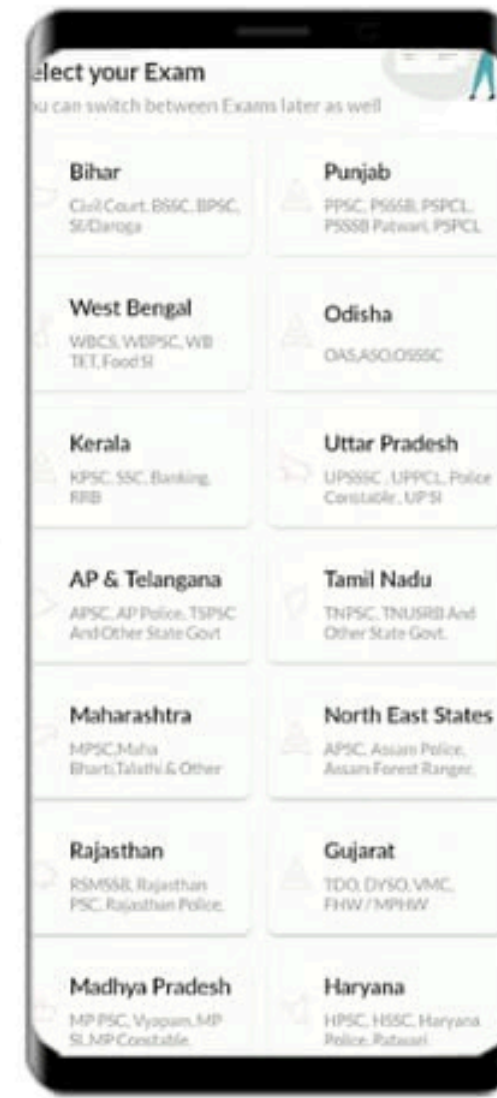 elect your Exam
u can switch between Exams later as well
Bihar
Civil Court, BSSC, BPSC,
SI/Daroga
Punjab
PPSC, PSSSB, PSPCL,
PSSSB Patwari, PSPCL
West Bengal
WBCS, WBPSC, WB
TET, Food SI
Odisha
OAS,ASO,OSSSC
Kerala
KPSC, SSC, Banking,
RRB
Uttar Pradesh
UPSSSC , UPPCL, Police
Constable , UP SI
AP & Telangana
APSC, AP Police, TSPSC
And Other State Govt
Tamil Nadu
TNPSC, TNUSRB And
Other State Govt.
Maharashtra
MPSC,Maha
Bharti,Talathi & Other
North East States
APSC, Assam Police,
Assam Forest Ranger,
Rajasthan
RSMSSB, Rajasthan
PSC, Rajasthan Police,
Gujarat
TDO, DYSO, VMC,
FHW / MPHW
Madhya Pradesh
MP PSC, Vyapam, MP
SI, MP Constable
Haryana
HPSC, HSSC, Haryana
Police, Patwari